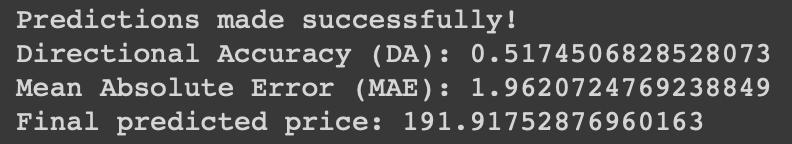 Predictions made successfully!
Directional Accuracy (DA): 0.5174506828528073
Mean Absolute Error (MAE): 1.9620724769238849
Final predicted price: 191.91752876960163